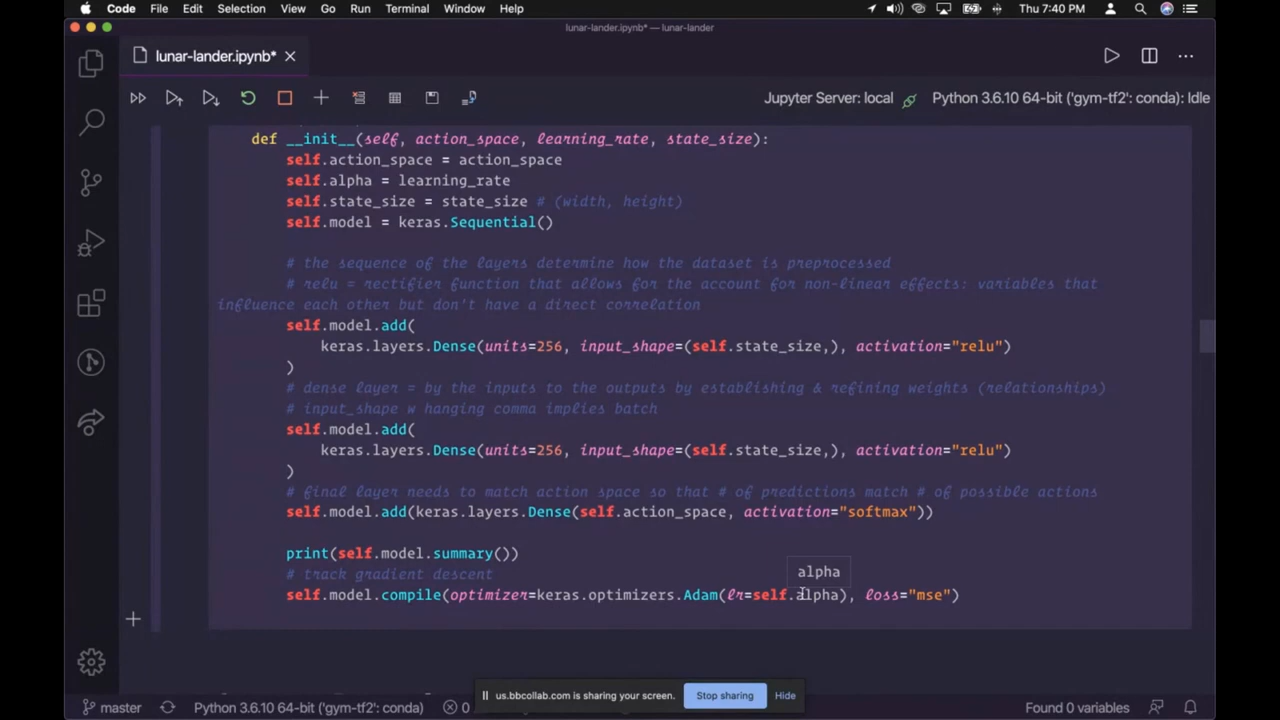 Code File Edit Selection View Go Run Terminal Window Help Thu 7:40 PM
lunar-lander.ipynb* — lunar-lander
lunar-lander.ipynb*
Jupyter Server: local Python 3.6.10 64-bit ('gym-tf2': conda): Idle
def __init__(self, action_space, learning_rate, state_size):
self.action_space = action_space
self.alpha = learning_rate
self.state_size = state_size # (width, height)
self.model = keras.Sequential()
# the sequence of the layers determine how the dataset is preprocessed
# relu = rectifier function that allows for the account for non-linear effects: variables that
influence each other but don't have a direct correlation
self.model.add(
keras.layers.Dense(units=256, input_shape=(self.state_size,), activation="relu")
)
# dense layer = by the inputs to the outputs by establishing & refining weights (relationships)
# input_shape w hanging comma implies batch
self.model.add(
keras.layers.Dense(units=256, input_shape=(self.state_size,), activation="relu")
)
# final layer needs to match action space so that # of predictions match # of possible actions
self.model.add(keras.layers.Dense(self.action_space, activation="softmax"))
print(self.model.summary())
alpha
# track gradient descent
self.model.compile(optimizer=keras.optimizers.Adam(lr=self.alpha), loss="mse")
us.bbcollab.com is sharing your screen. Stop sharing Hide
master Python 3.6.10 64-bit ('gym-tf2': conda) 0 Found 0 variables